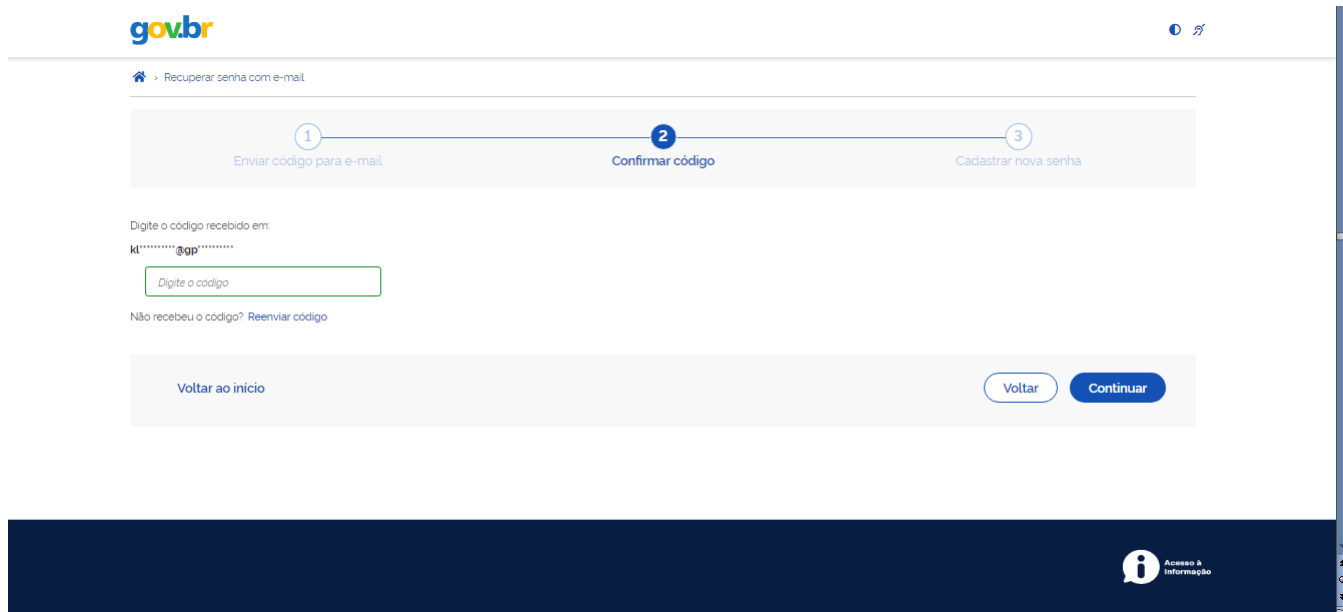 gov.br
> Recuperar senha com e-mail
1
2
3
Enviar código para e-mail
Confirmar código
Cadastrar nova senha
Digite o código recebido em:
kl**********@gp**********
Digite o código
Não recebeu o código? Reenviar código
Voltar ao início
Voltar
Continuar
Acesso à
Informação